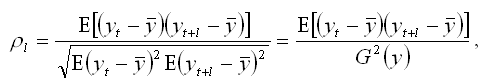 ρ_l = E[(y_t − ȳ)(y_{t+l} − ȳ)] / √(E(y_t − ȳ)² E(y_{t+l} − ȳ)²) = E[(y_t − ȳ)(y_{t+l} − ȳ)] / G²(y) ,